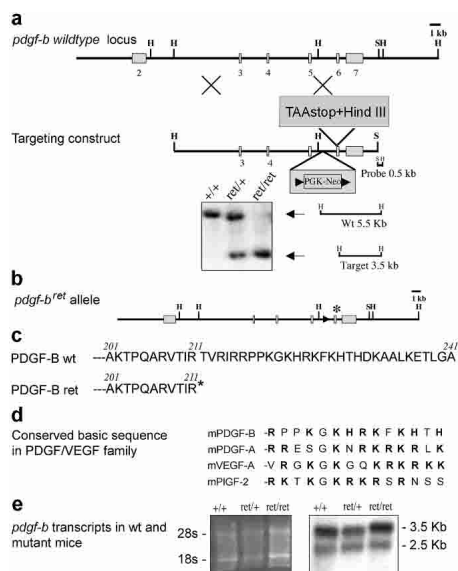 a
1 kb
pdgf-b wildtype locus
H H H SH H
2 3 4 5 6 7
TAAstop+Hind III
Targeting construct
H H S
3 4
PGK-Neo
S H
Probe 0.5 kb
+/+ ret/+ ret/ret
H H
Wt 5.5 Kb
H H
Target 3.5 kb
b
1 kb
pdgf-b ret allele
H H H * SH H
c
201 211 241
PDGF-B wt ---AKTPQARVTIR TVRIRRPPKGKHRKFKHTHDKAALKETLGA
201 211
PDGF-B ret ---AKTPQARVTIR*
d
Conserved basic sequence
in PDGF/VEGF family
mPDGF-B -R P P K G K H R K F K H T H
mPDGF-A -R R E S G K N R K R K R L K
mVEGF-A -V R G K G K G Q K R K R K K
mPlGF-2 -R K T K G K R K R S R N S S
e
pdgf-b transcripts in wt and
mutant mice
+/+ ret/+ ret/ret
28s -
18s -
+/+ ret/+ ret/ret
- 3.5 Kb
- 2.5 Kb